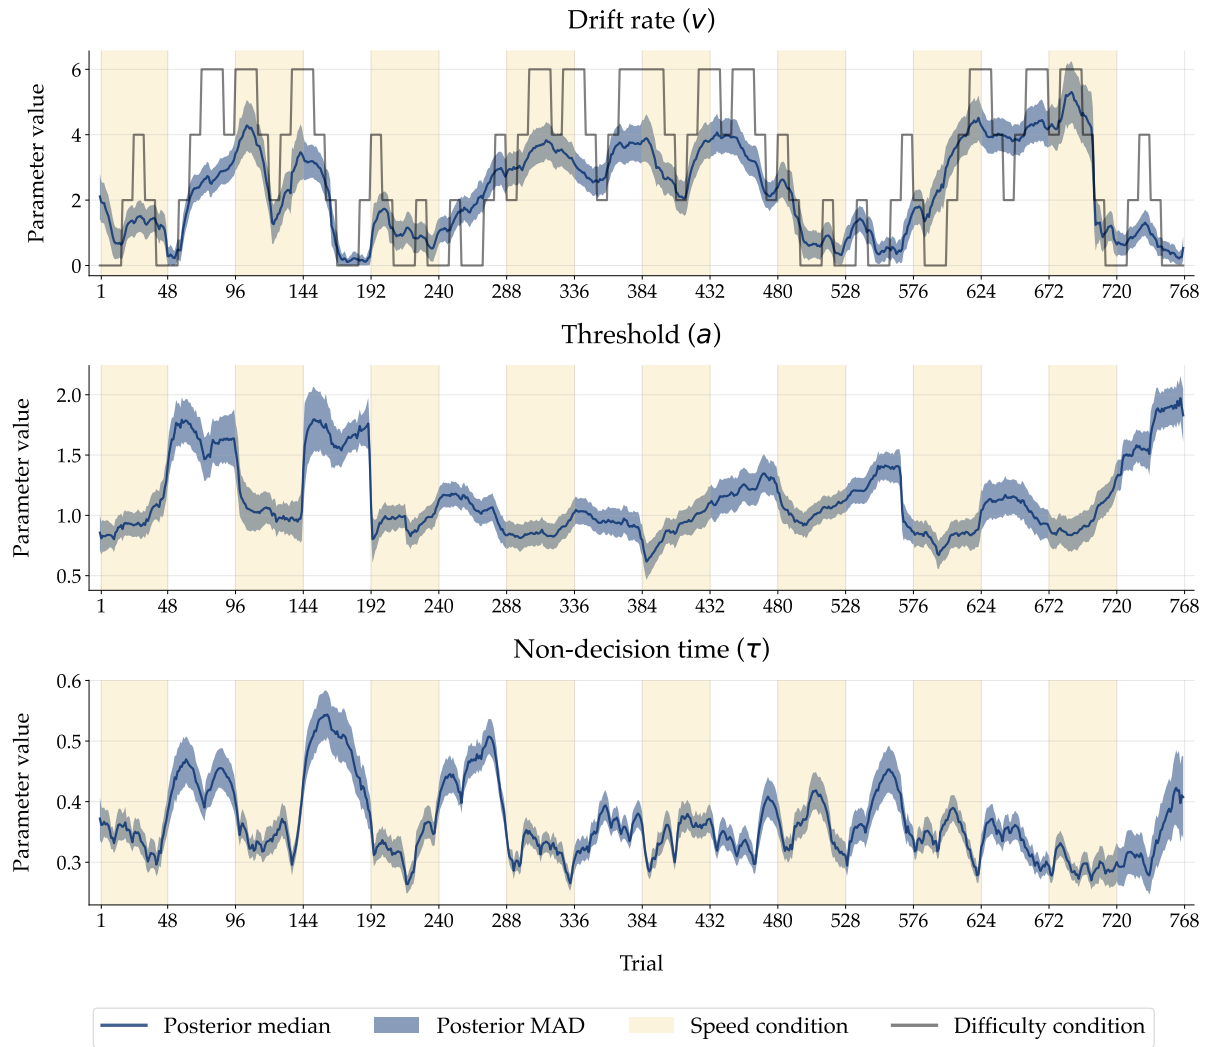 Drift rate (v)
Parameter value
6
4
2
0
1 48 96 144 192 240 288 336 384 432 480 528 576 624 672 720 768
Threshold (a)
Parameter value
2.0
1.5
1.0
0.5
1 48 96 144 192 240 288 336 384 432 480 528 576 624 672 720 768
Non-decision time (τ)
Parameter value
0.6
0.5
0.4
0.3
1 48 96 144 192 240 288 336 384 432 480 528 576 624 672 720 768
Trial
Posterior median Posterior MAD Speed condition Difficulty condition